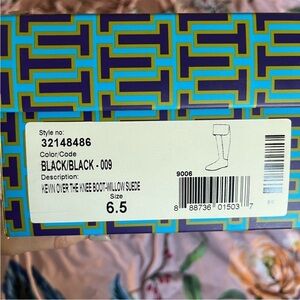 Style no:
32148486
Color/Code
BLACK/BLACK - 009
Description:
KEVIN OVER THE KNEE BOOT-WILLOW SUEDE
Size
6.5
9006
8 88736 01503 7